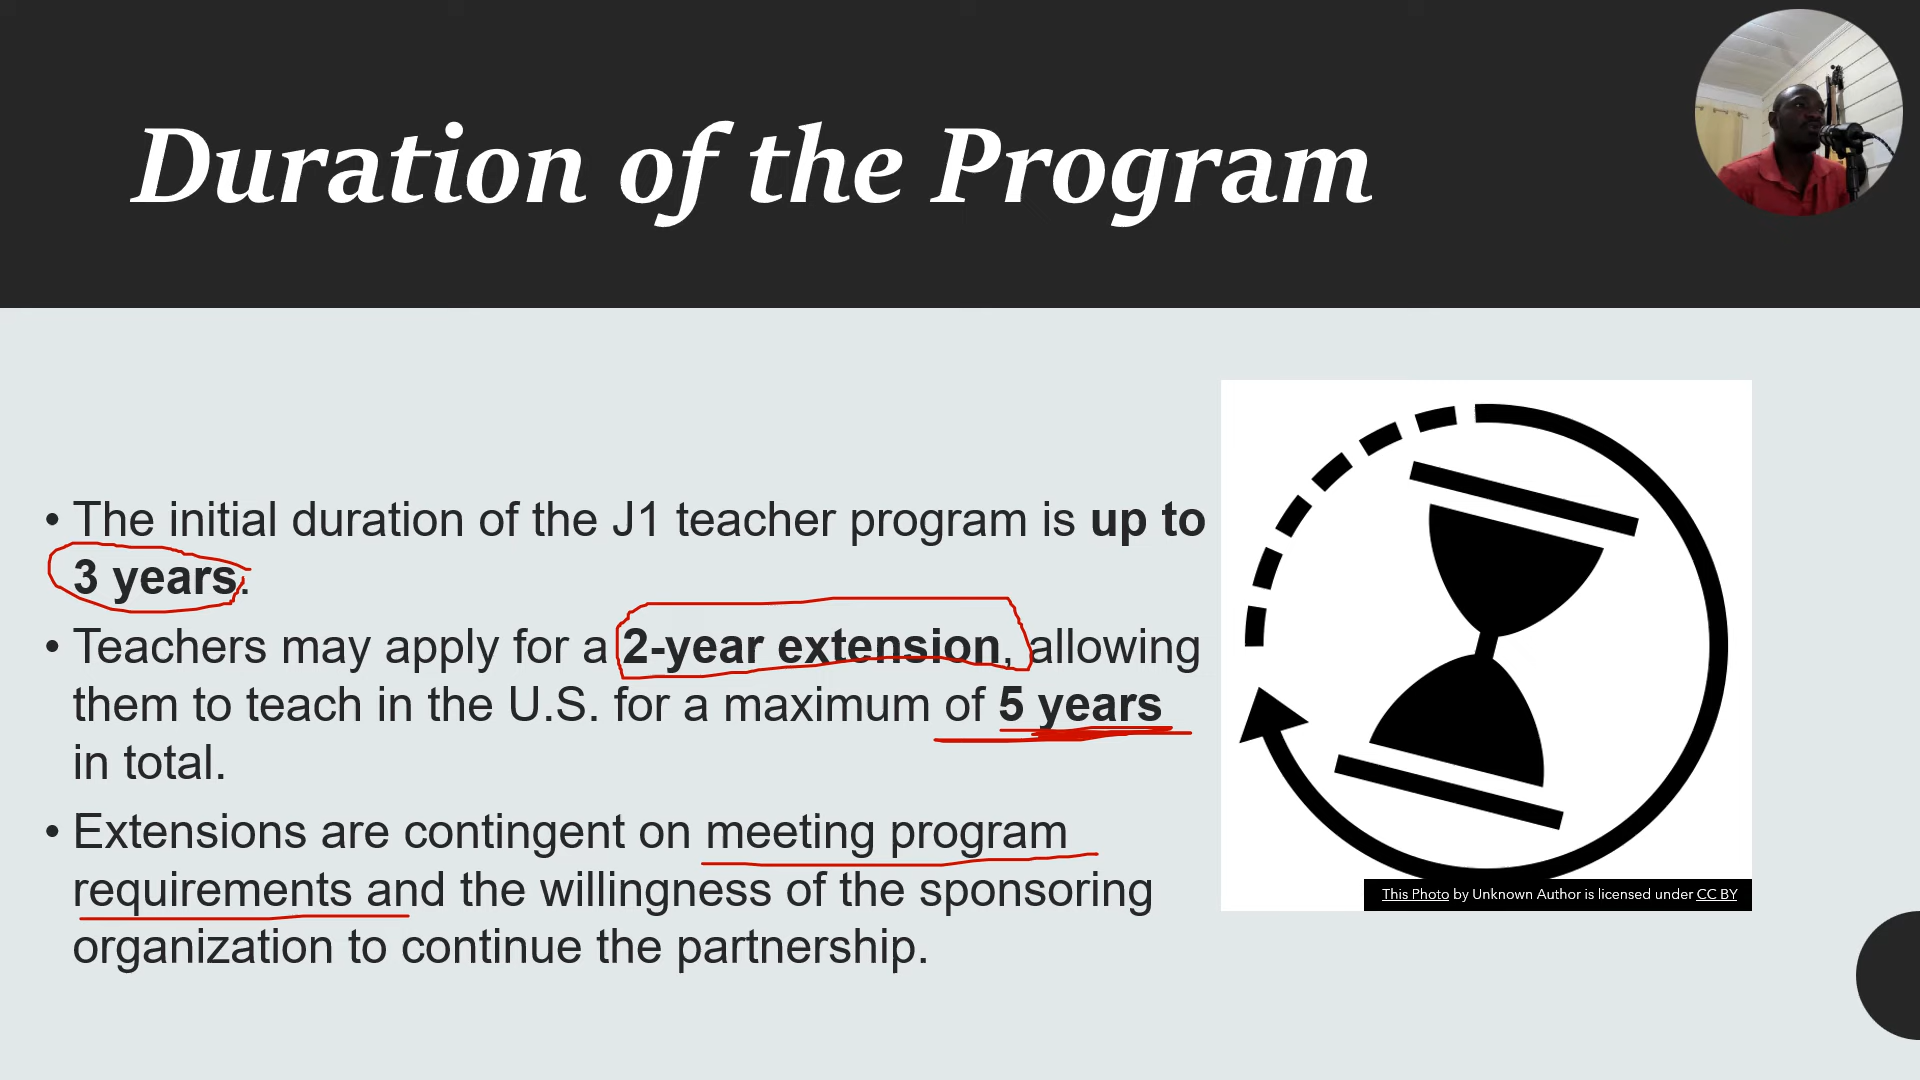 Duration of the Program
• The initial duration of the J1 teacher program is up to
3 years.
• Teachers may apply for a 2-year extension, allowing
them to teach in the U.S. for a maximum of 5 years
in total.
• Extensions are contingent on meeting program
requirements and the willingness of the sponsoring
organization to continue the partnership.
This Photo by Unknown Author is licensed under CC BY